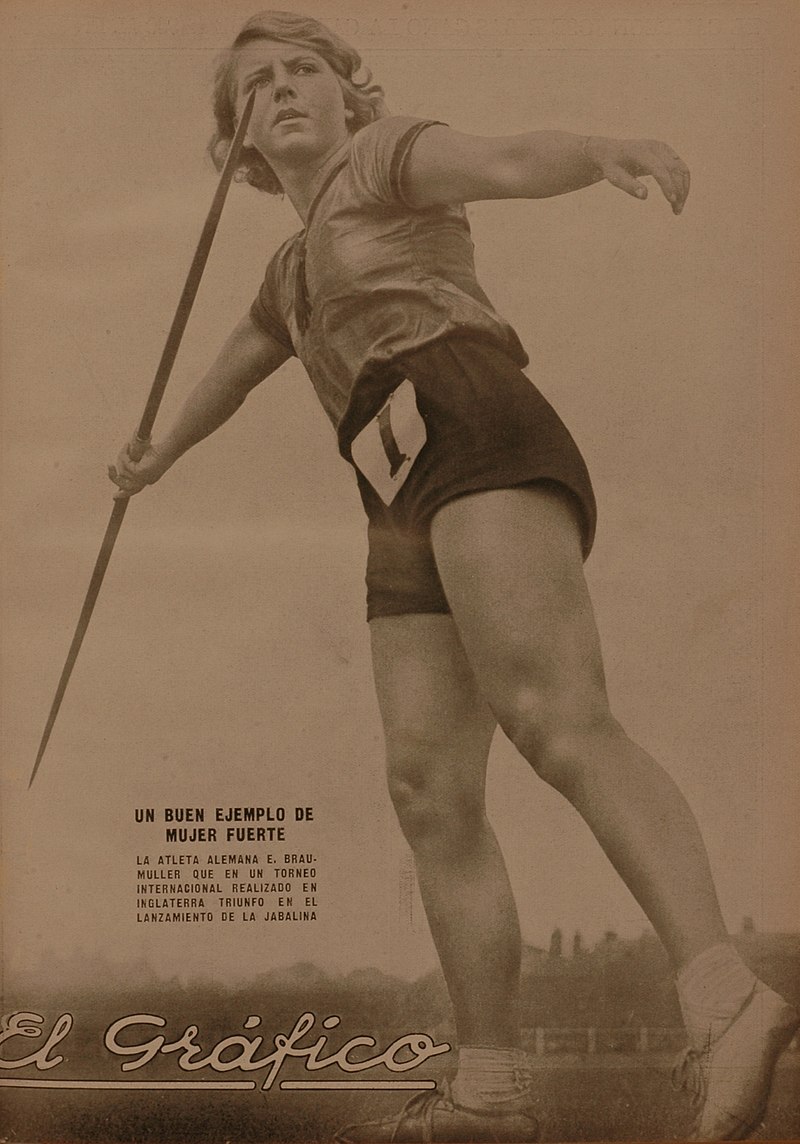 1
UN BUEN EJEMPLO DE
MUJER FUERTE
LA ATLETA ALEMANA E. BRAU-
MULLER QUE EN UN TORNEO
INTERNACIONAL REALIZADO EN
INGLATERRA TRIUNFO EN EL
LANZAMIENTO DE LA JABALINA
El Gráfico